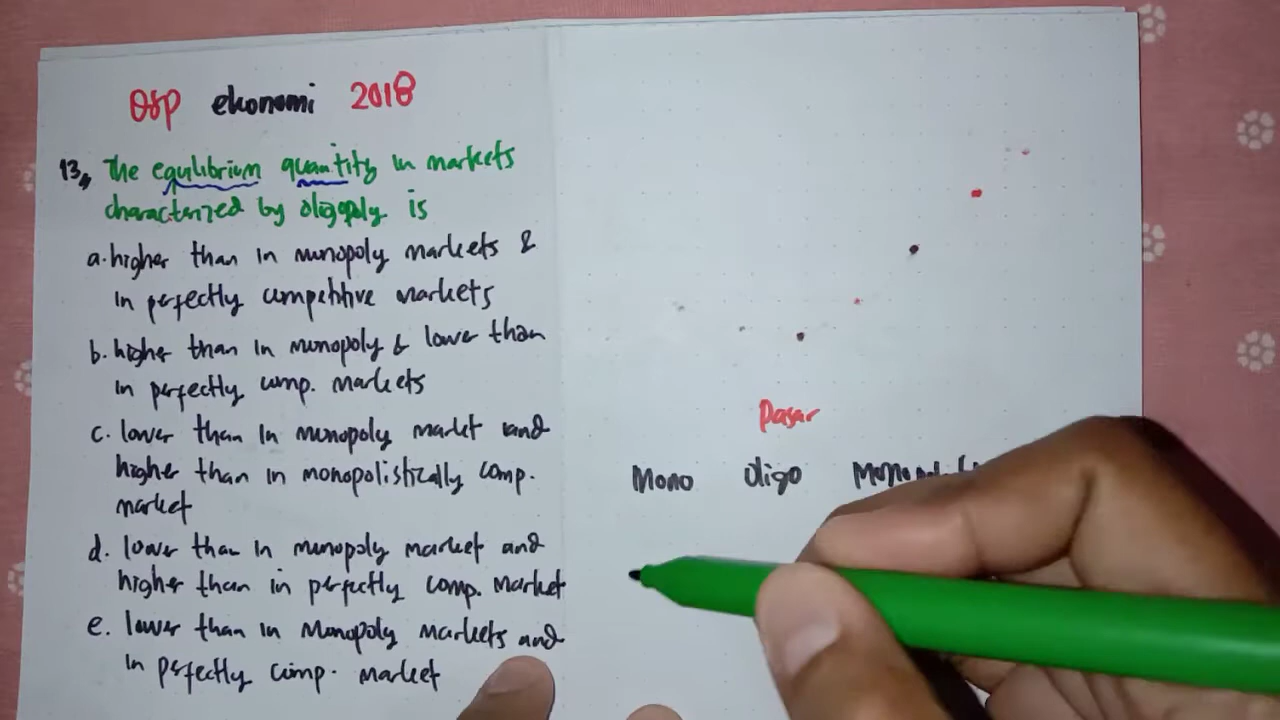 OSP ekonomi 2018
13, The equilibrium quantity in markets
characterized by oligopoly is
a. higher than in monopoly markets &
in perfectly competitive markets
b. higher than in monopoly & lower than
in perfectly comp. markets
c. lower than in monopoly market and
higher than in monopolistically comp.
market
d. lower than in monopoly market and
higher than in perfectly comp. market
e. lower than in Monopoly markets and
in perfectly comp. market
Pasar
Mono oligo